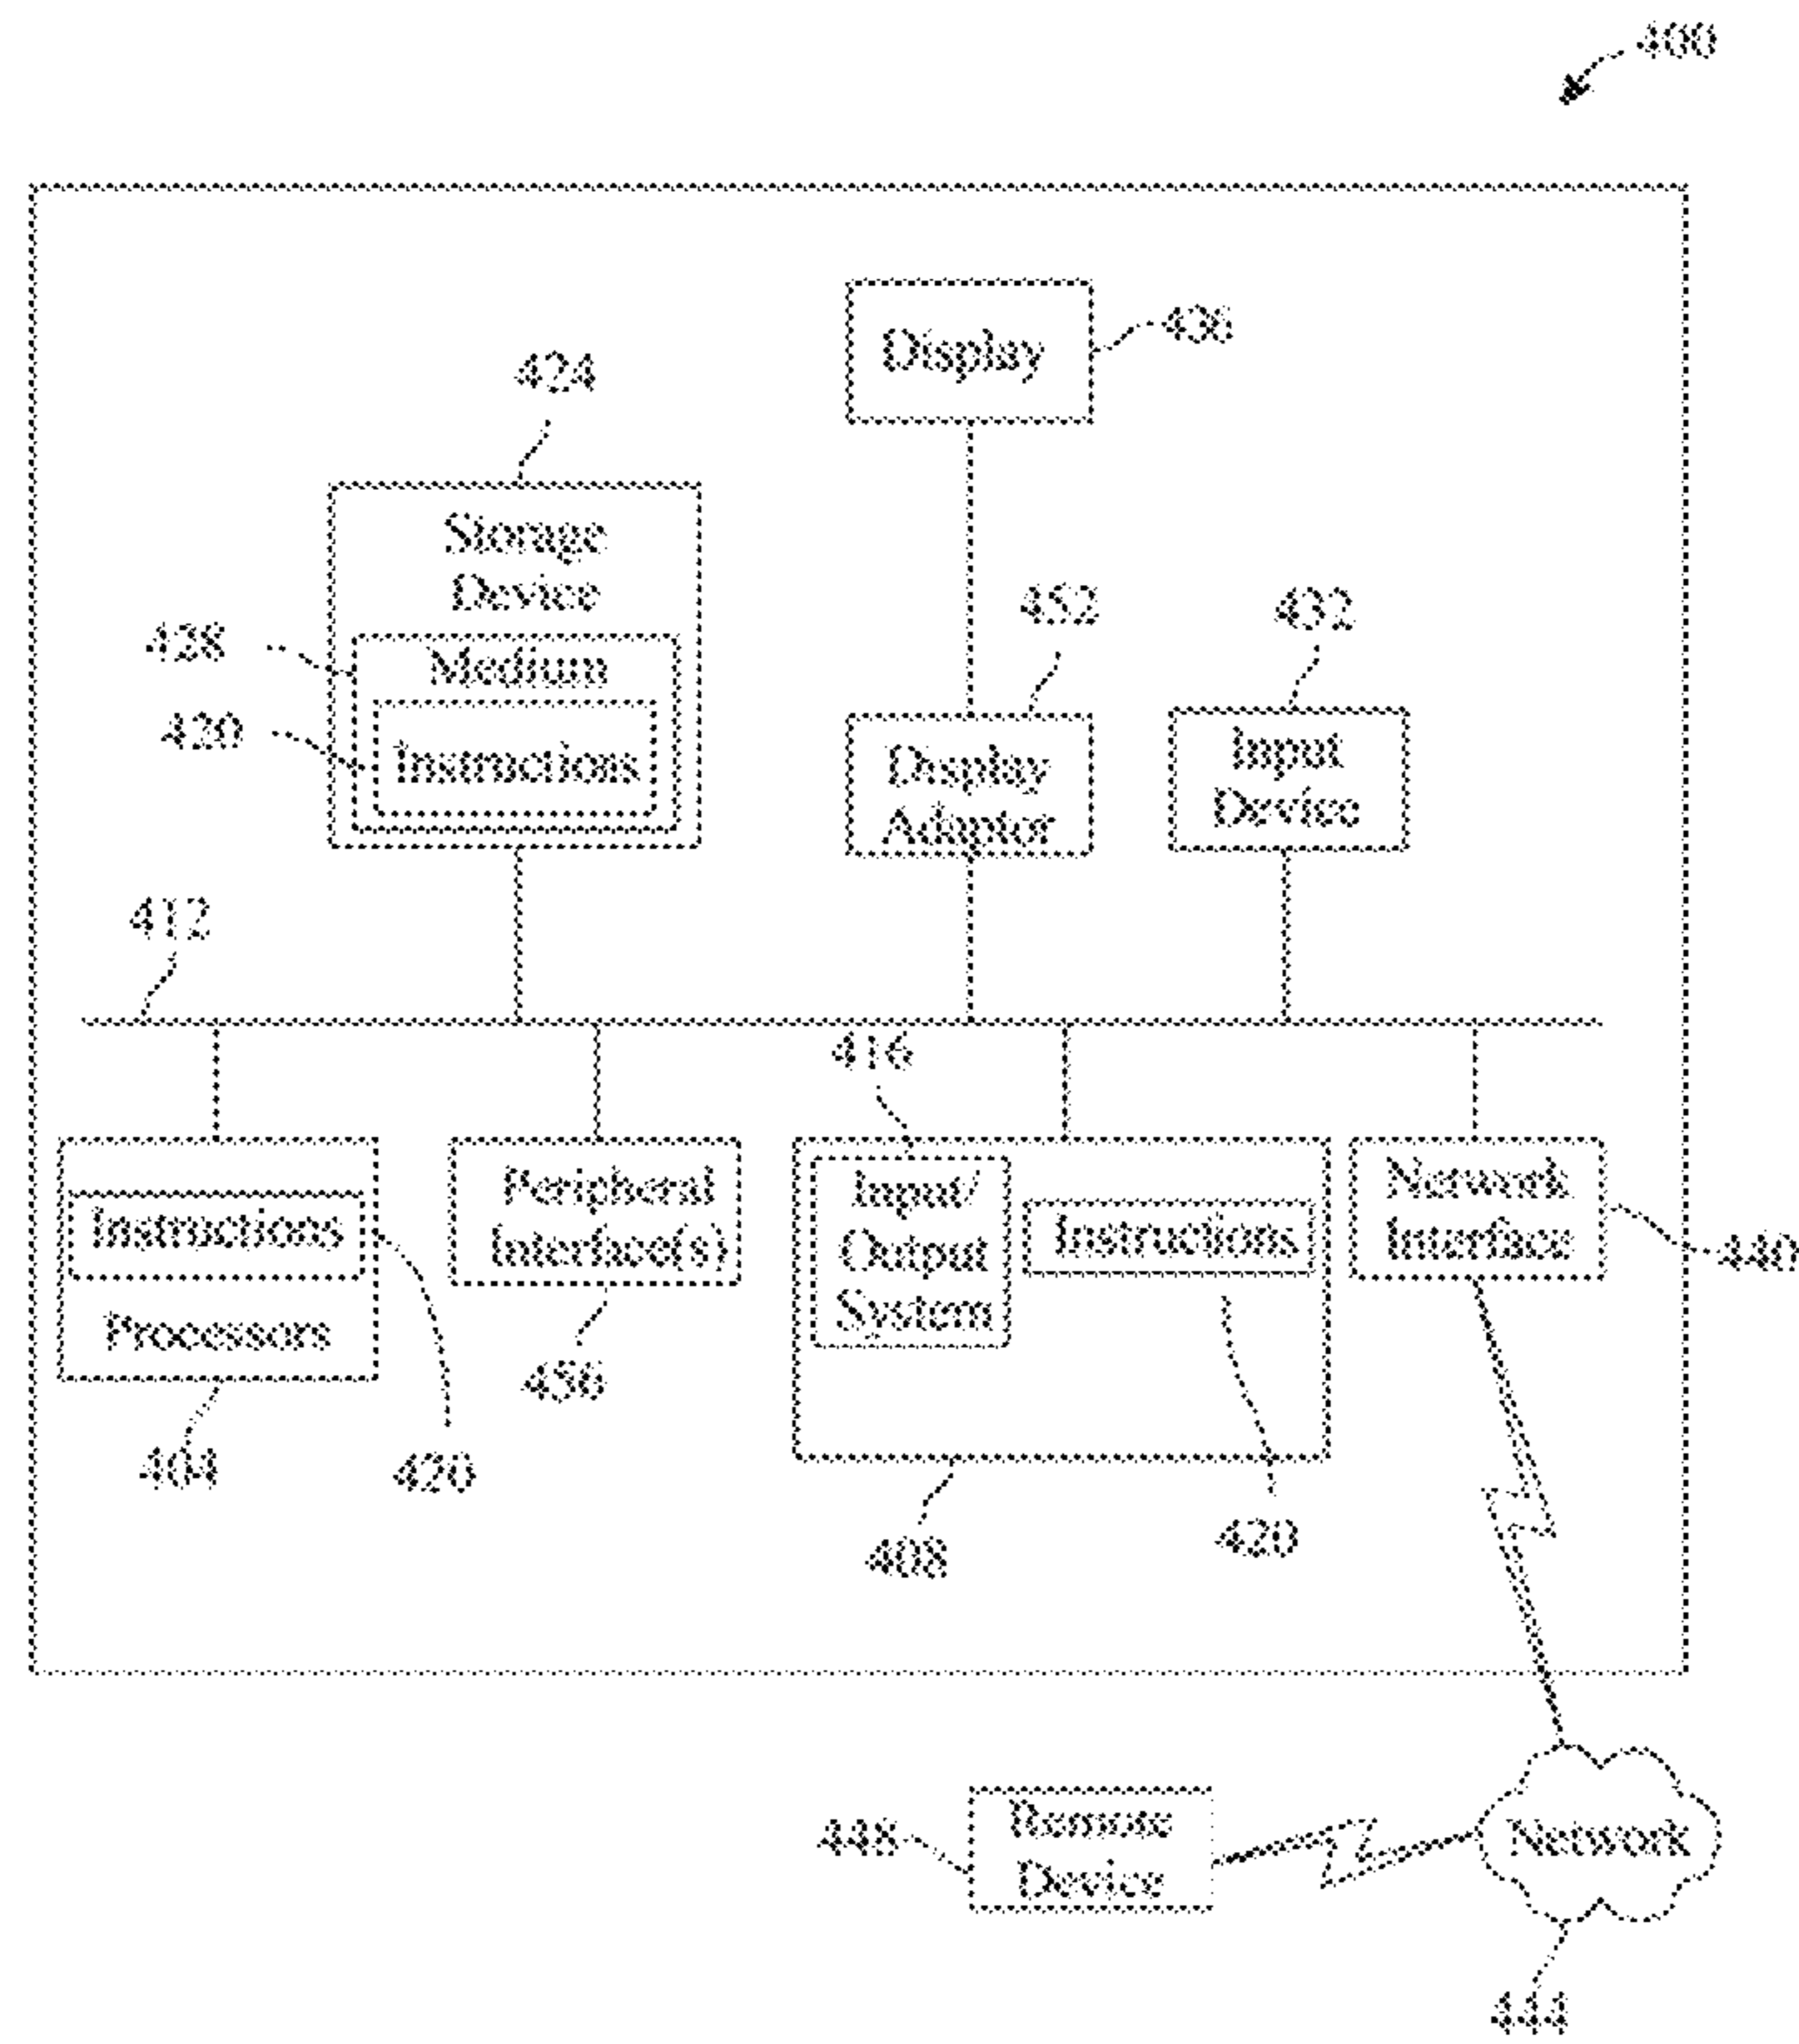 400
Display
436
424
Storage
Device
452
432
428
Medium
420
Instructions
Display
Adaptor
Input
Device
412
416
Instructions
Processors
Peripheral
Interface(s)
Input/
Output
System
Instructions
Network
Interface
440
456
404
420
408
420
448
Remote
Device
Network
444